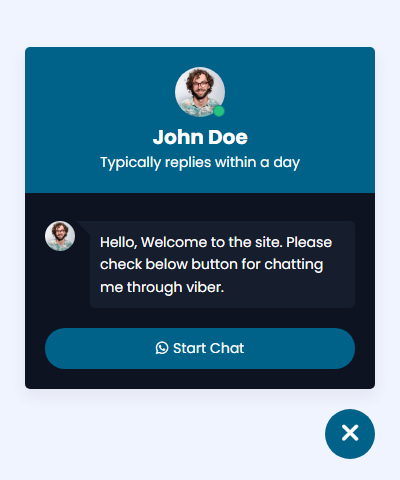 John Doe
Typically replies within a day
Hello, Welcome to the site. Please
check below button for chatting
me through viber.
Start Chat